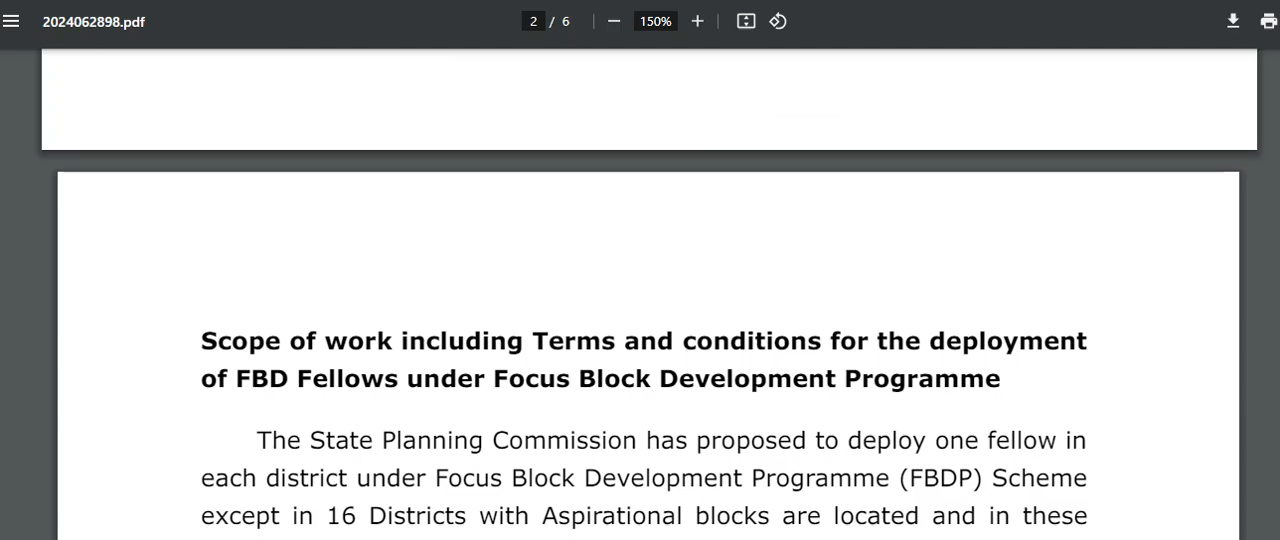 2024062898.pdf
2 / 6
150%
Scope of work including Terms and conditions for the deployment
of FBD Fellows under Focus Block Development Programme
The State Planning Commission has proposed to deploy one fellow in
each district under Focus Block Development Programme (FBDP) Scheme
except in 16 Districts with Aspirational blocks are located and in these